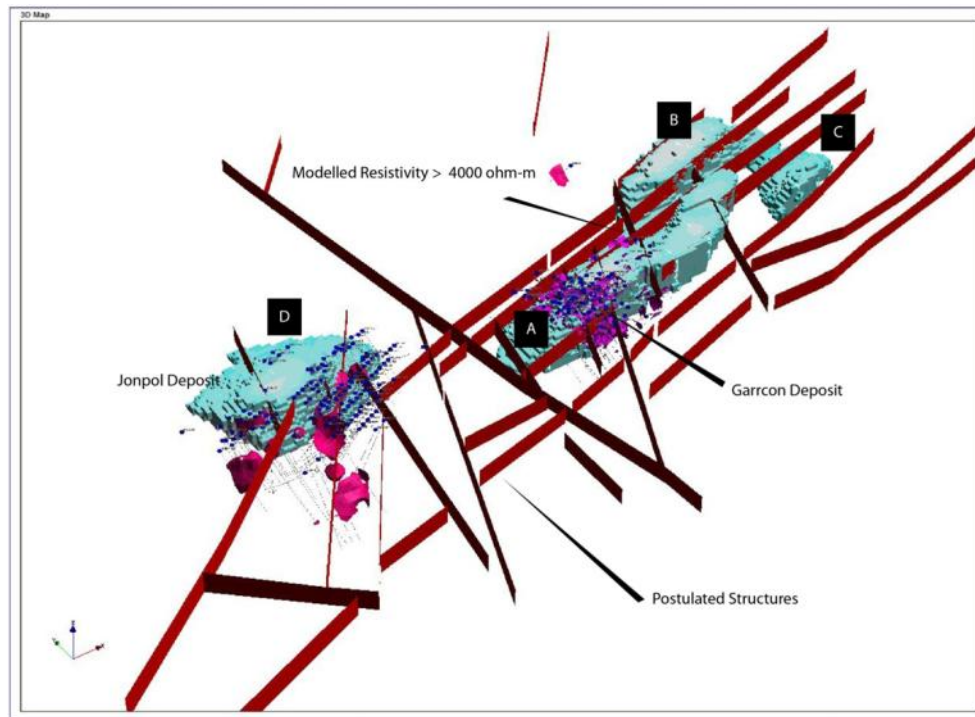 3D Map
B
C
Modelled Resistivity > 4000 ohm-m
D
A
Jonpol Deposit
Garrcon Deposit
Postulated Structures